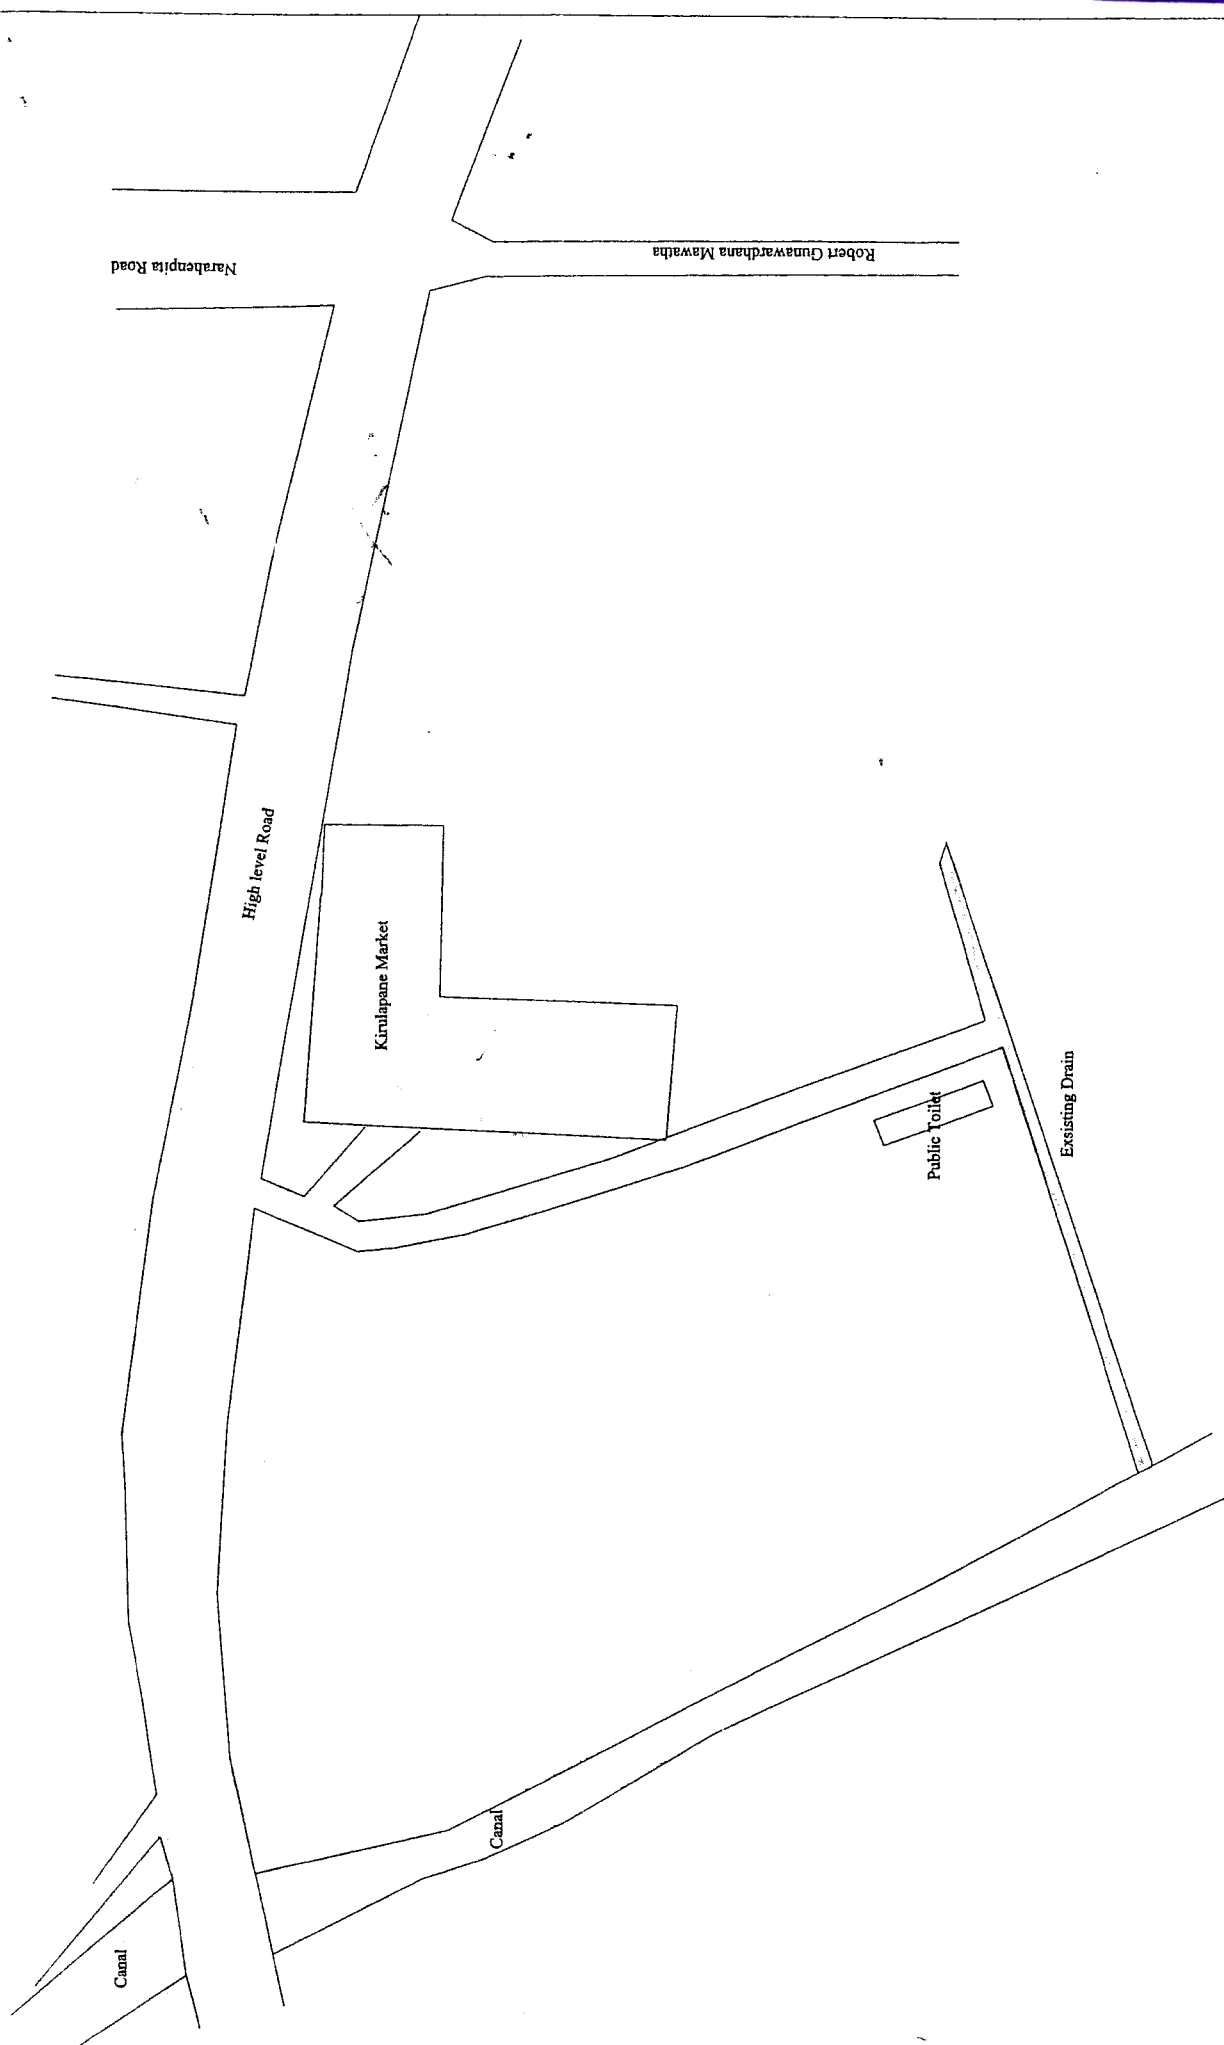 Narahenpita Road
Robert Gunawardhana Mawatha
High level Road
Kirulapane Market
Public Toilet
Exsisting Drain
Canal
Canal